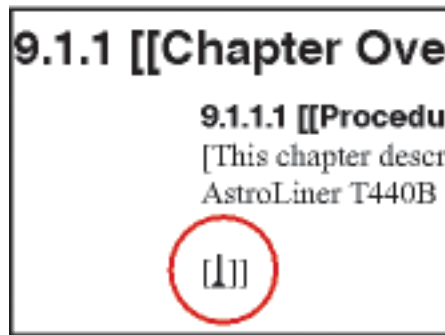 9.1.1 [[Chapter Ove
9.1.1.1 [[Procedu
[This chapter descr
AstroLiner T440B
[⊥]]